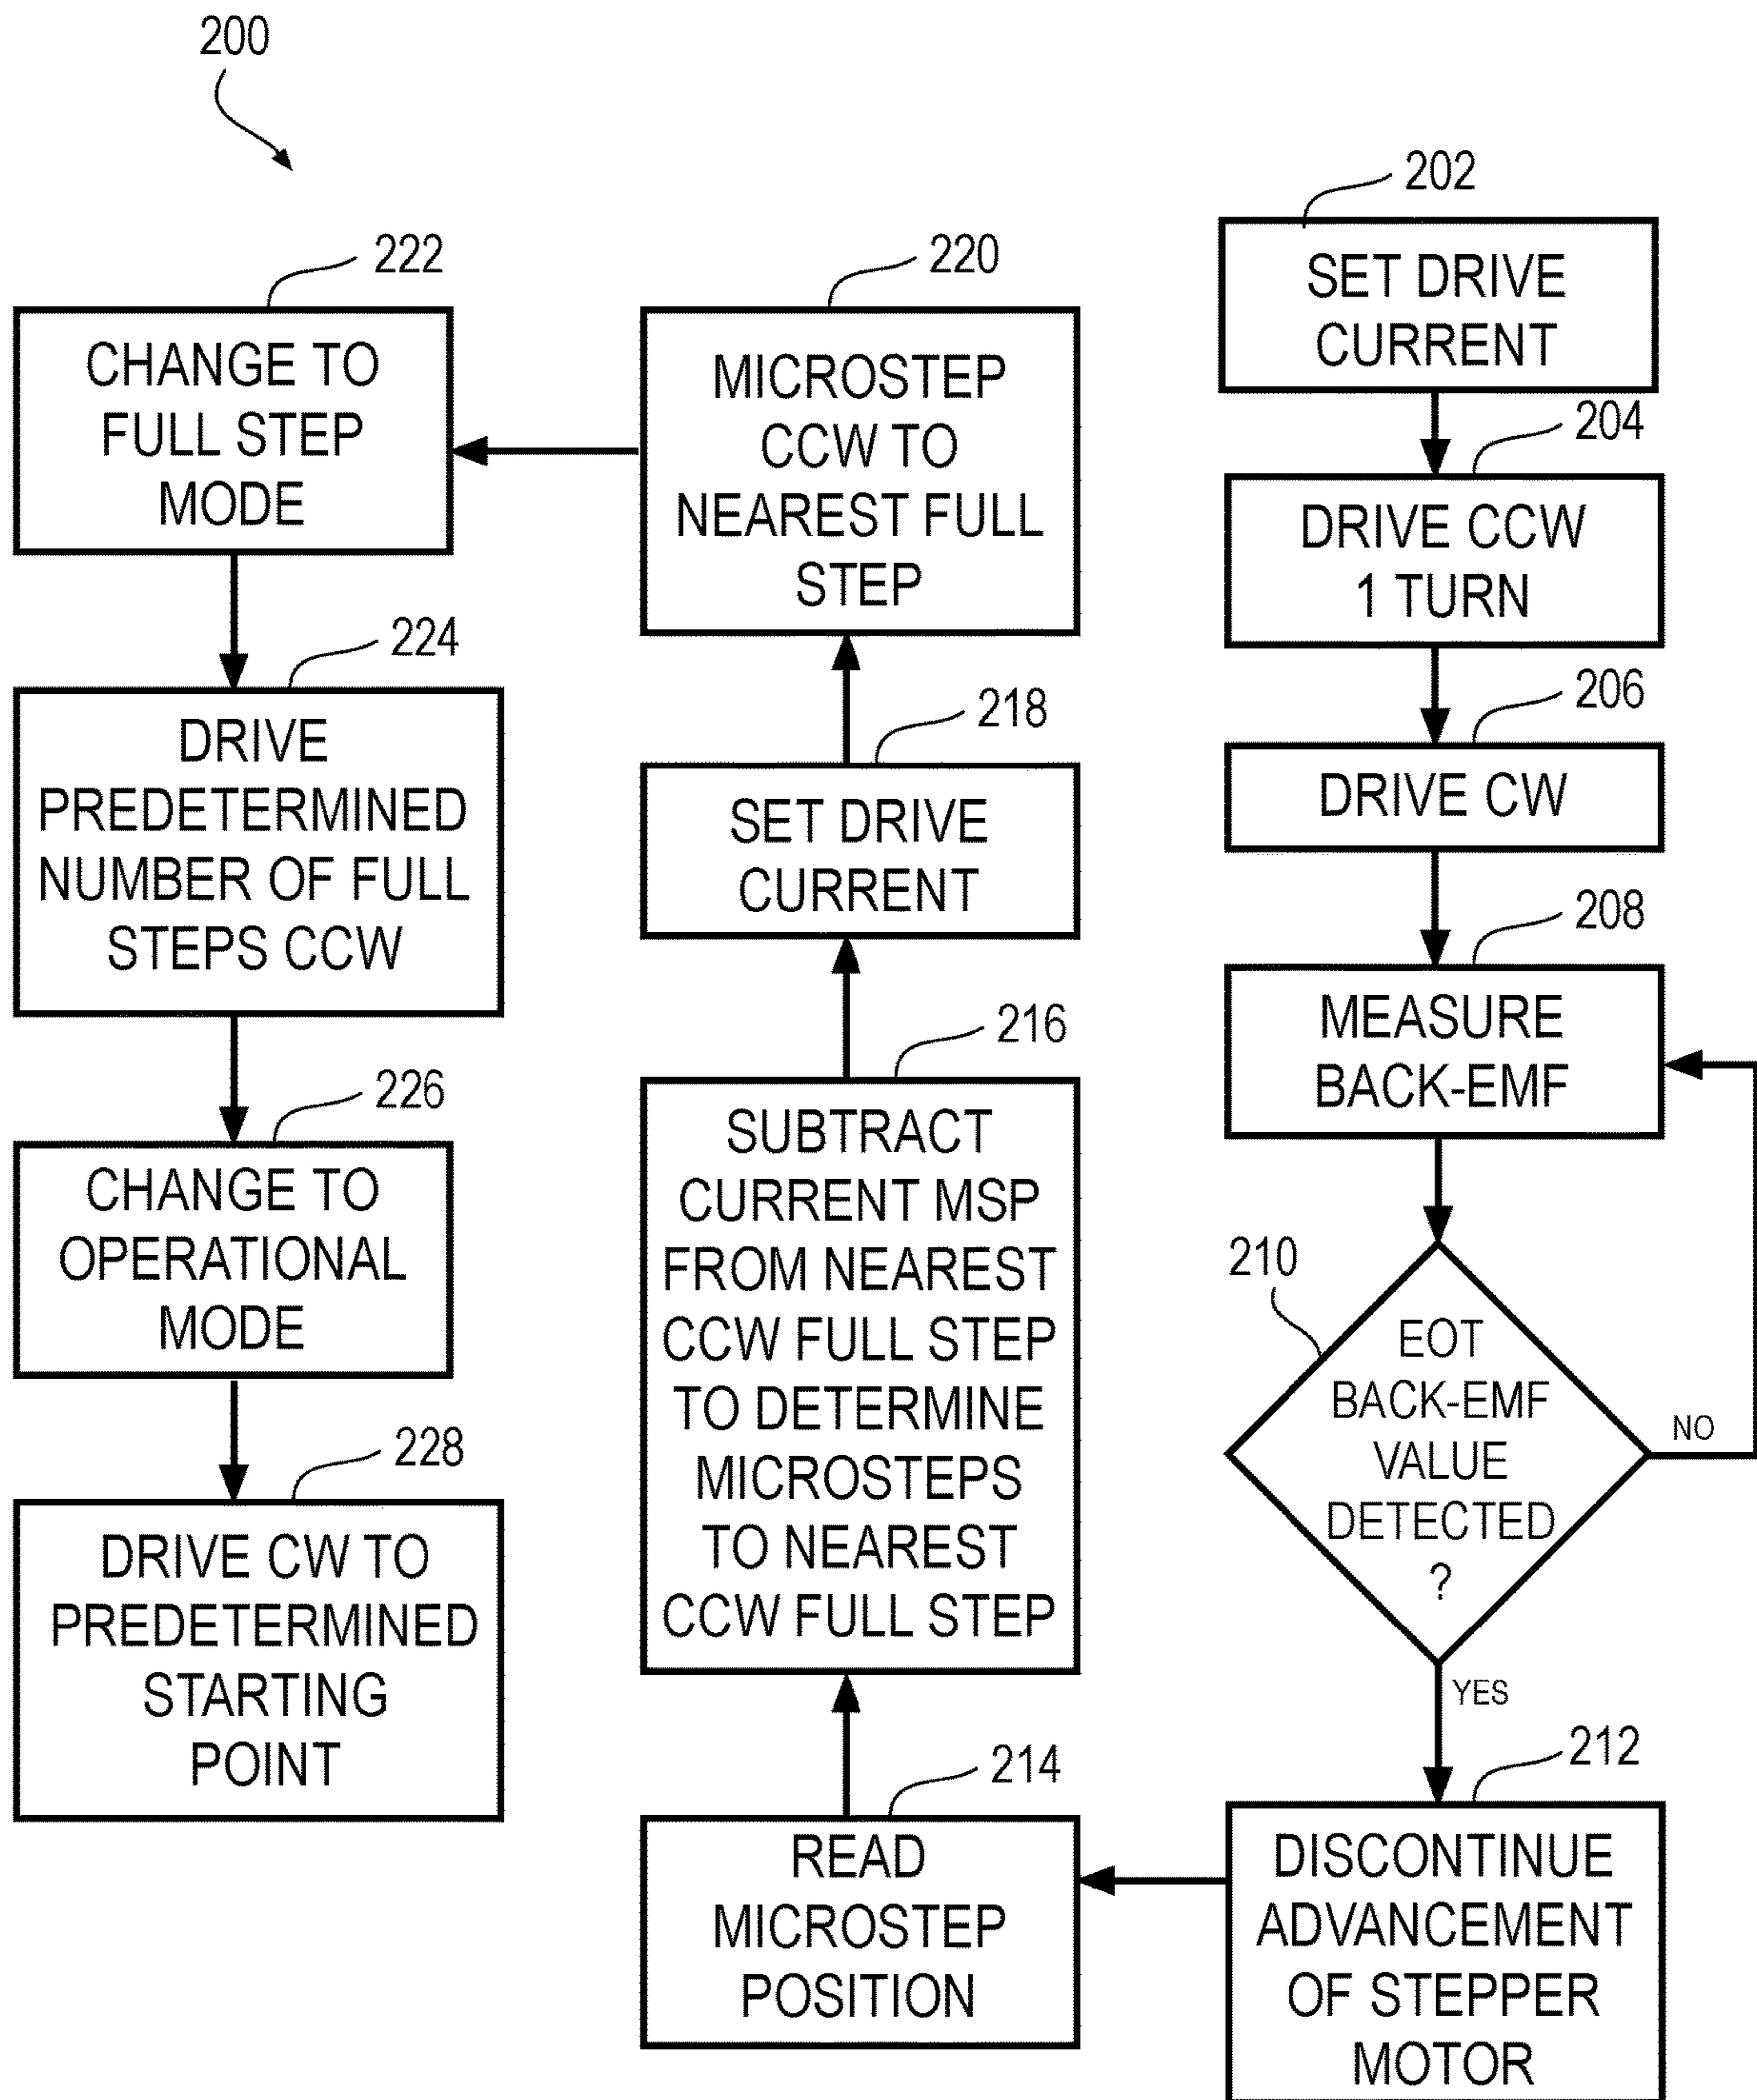 200
202
SET DRIVE
CURRENT
204
DRIVE CCW
1 TURN
206
DRIVE CW
208
MEASURE
BACK-EMF
210
EOT
BACK-EMF
VALUE
DETECTED
?
NO
YES
212
DISCONTINUE
ADVANCEMENT
OF STEPPER
MOTOR
214
READ
MICROSTEP
POSITION
216
SUBTRACT
CURRENT MSP
FROM NEAREST
CCW FULL STEP
TO DETERMINE
MICROSTEPS
TO NEAREST
CCW FULL STEP
218
SET DRIVE
CURRENT
220
MICROSTEP
CCW TO
NEAREST FULL
STEP
222
CHANGE TO
FULL STEP
MODE
224
DRIVE
PREDETERMINED
NUMBER OF FULL
STEPS CCW
226
CHANGE TO
OPERATIONAL
MODE
228
DRIVE CW TO
PREDETERMINED
STARTING
POINT